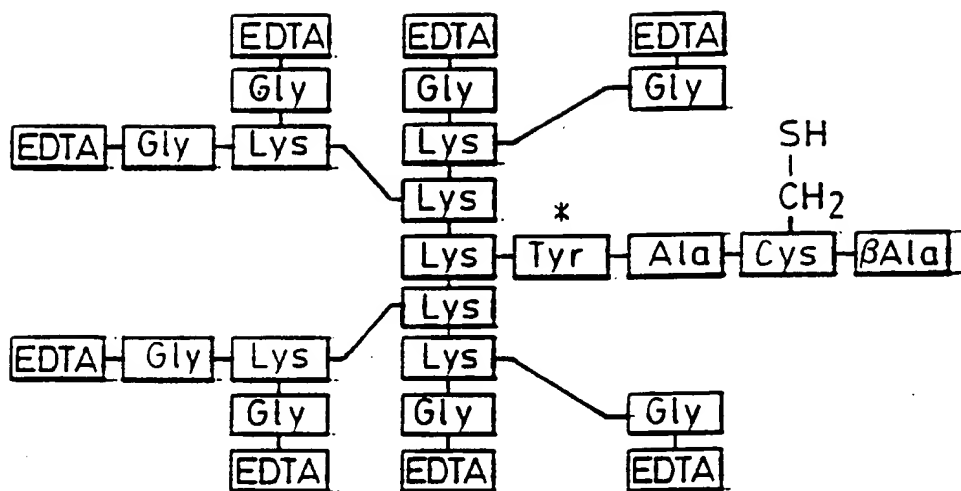 EDTA EDTA EDTA
Gly Gly Gly
EDTA Gly Lys Lys SH
Lys CH2
*
Lys Tyr Ala Cys βAla
Lys
EDTA Gly Lys Lys
Gly Gly Gly
EDTA EDTA EDTA